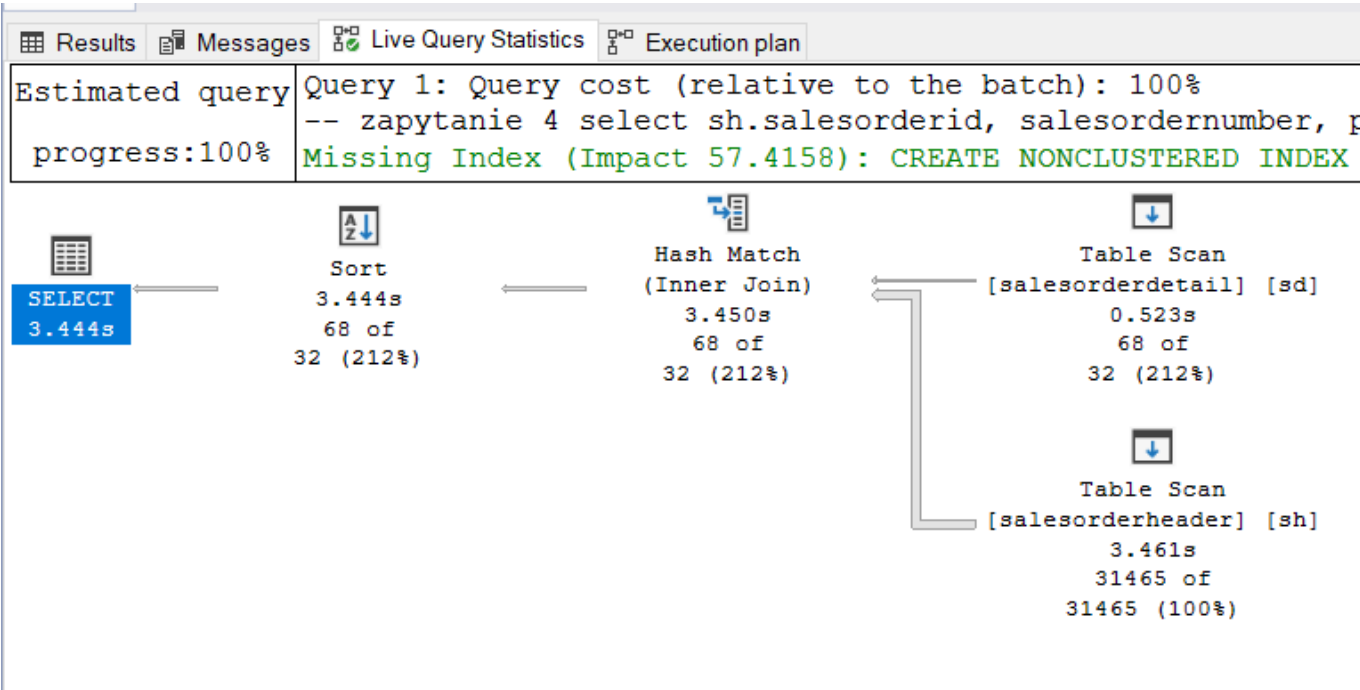 Results Messages Live Query Statistics Execution plan
Estimated query
progress:100%
Query 1: Query cost (relative to the batch): 100%
-- zapytanie 4 select sh.salesorderid, salesordernumber, p
Missing Index (Impact 57.4158): CREATE NONCLUSTERED INDEX
SELECT
3.444s
Sort
3.444s
68 of
32 (212%)
Hash Match
(Inner Join)
3.450s
68 of
32 (212%)
Table Scan
[salesorderdetail] [sd]
0.523s
68 of
32 (212%)
Table Scan
[salesorderheader] [sh]
3.461s
31465 of
31465 (100%)